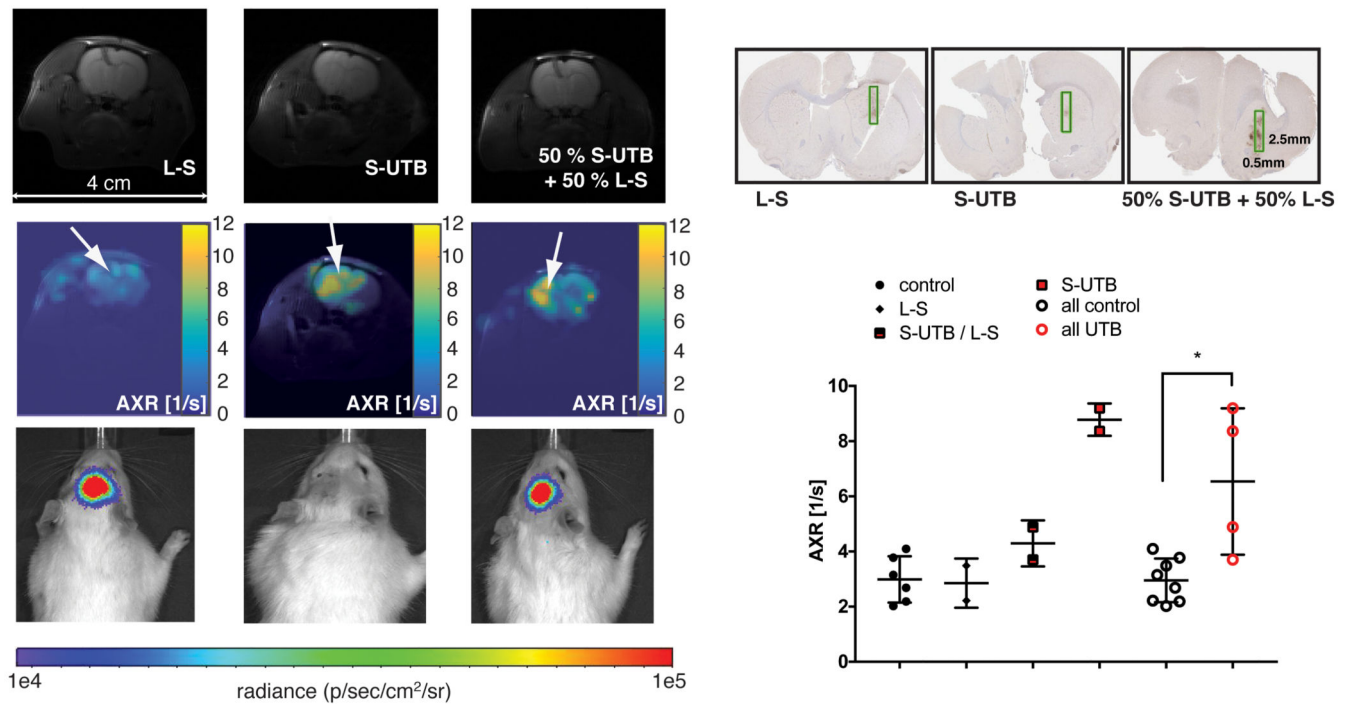 L-S
4 cm
S-UTB
50 % S-UTB
+ 50 % L-S
12
10
8
6
4
2
0
AXR [1/s]
12
10
8
6
4
2
0
AXR [1/s]
12
10
8
6
4
2
0
AXR [1/s]
1e4
1e5
radiance (p/sec/cm²/sr)
2.5mm
0.5mm
L-S
S-UTB
50% S-UTB + 50% L-S
control
L-S
S-UTB / L-S
S-UTB
all control
all UTB
*
AXR [1/s]
10
8
6
4
2
0